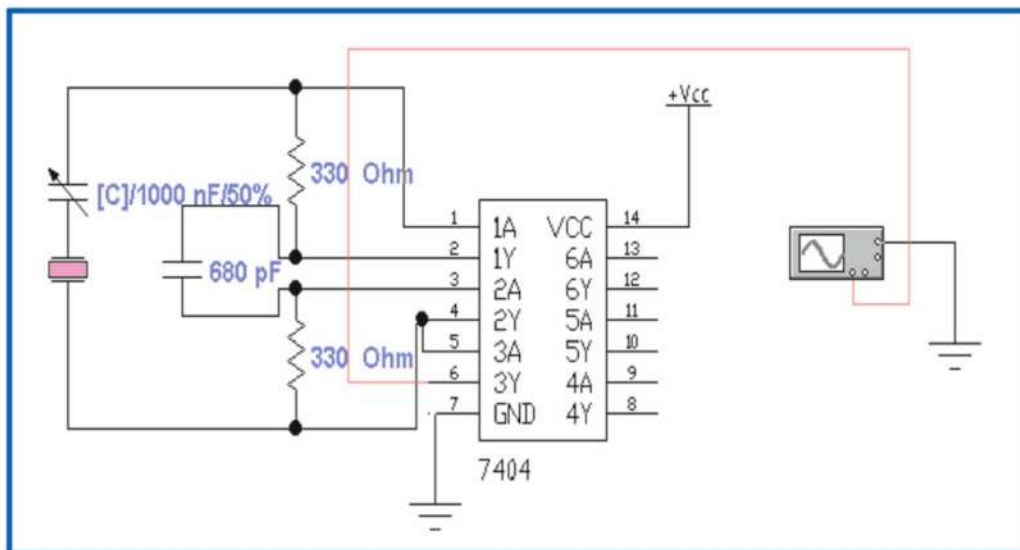 +Vcc
330 Ohm
[C]/1000 nF/50%
680 pF
330 Ohm
1 1A VCC 14
2 1Y 6A 13
3 2A 6Y 12
4 2Y 5A 11
5 3A 5Y 10
6 3Y 4A 9
7 GND 4Y 8
7404